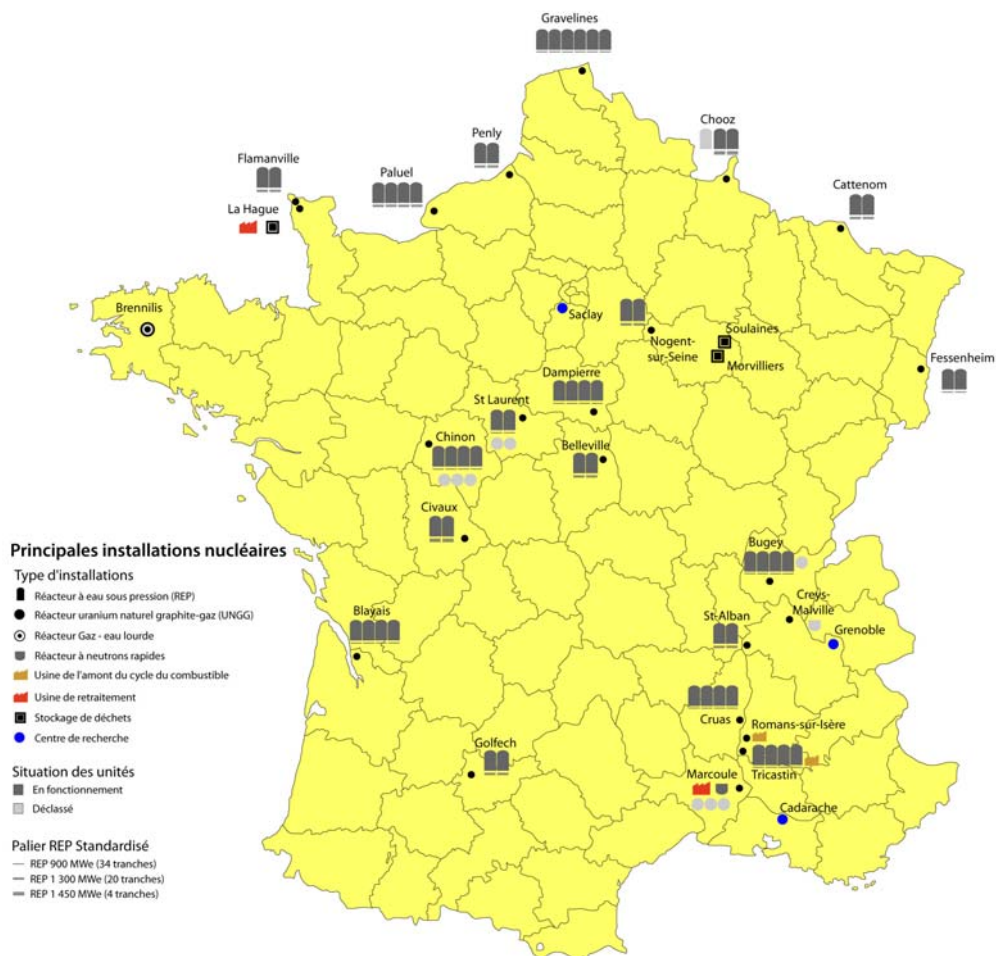 Gravelines
Chooz
Penly
Flamanville
Paluel
Cattenom
La Hague
Brennilis
Saclay
Soulaines
Nogent-
sur-Seine
Morvilliers
Fessenheim
Dampierre
St Laurent
Chinon
Belleville
Civaux
Principales installations nucléaires
Type d'installations
Réacteur à eau sous pression (REP)
Réacteur uranium naturel graphite-gaz (UNGG)
Réacteur Gaz - eau lourde
Réacteur à neutrons rapides
Usine de l'amont du cycle du combustible
Usine de retraitement
Stockage de déchets
Centre de recherche
Situation des unités
En fonctionnement
Déclassé
Palier REP Standardisé
REP 900 MWe (34 tranches)
REP 1 300 MWe (20 tranches)
REP 1 450 MWe (4 tranches)
Bugey
Creys-
Malville
Blayais
St-Alban
Grenoble
Cruas
Romans-sur-Isère
Golfech
Marcoule
Tricastin
Cadarache